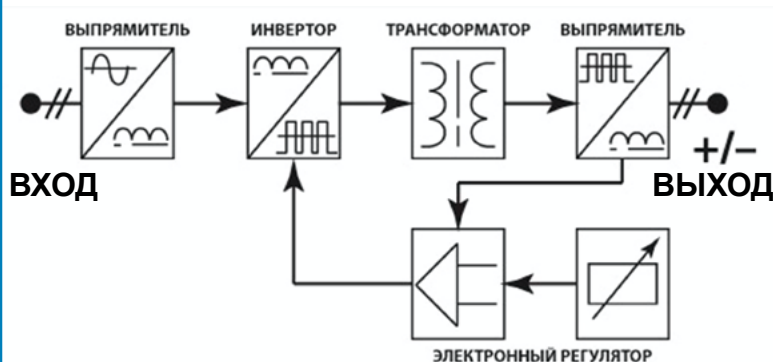 ВЫПРЯМИТЕЛЬ ИНВЕРТОР ТРАНСФОРМАТОР ВЫПРЯМИТЕЛЬ
+/−
ВХОД ВЫХОД
ЭЛЕКТРОННЫЙ РЕГУЛЯТОР